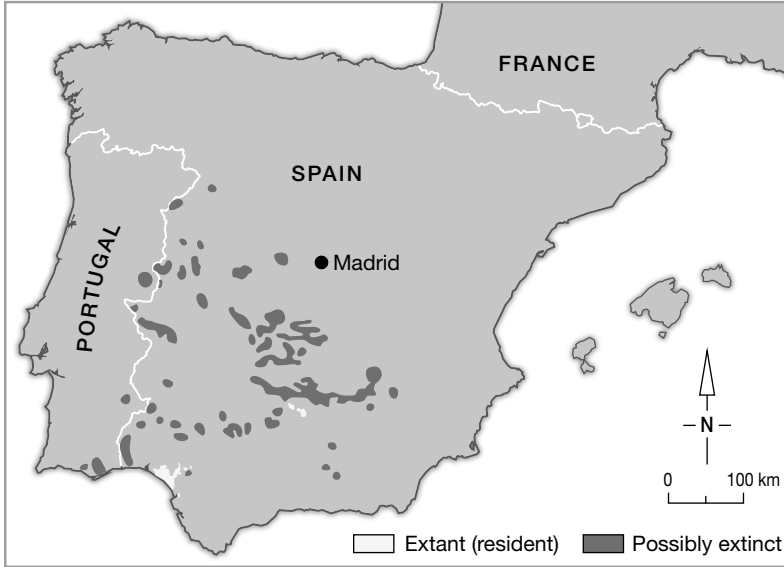 FRANCE
SPAIN
Madrid
PORTUGAL
N
0 100 km
Extant (resident) Possibly extinct